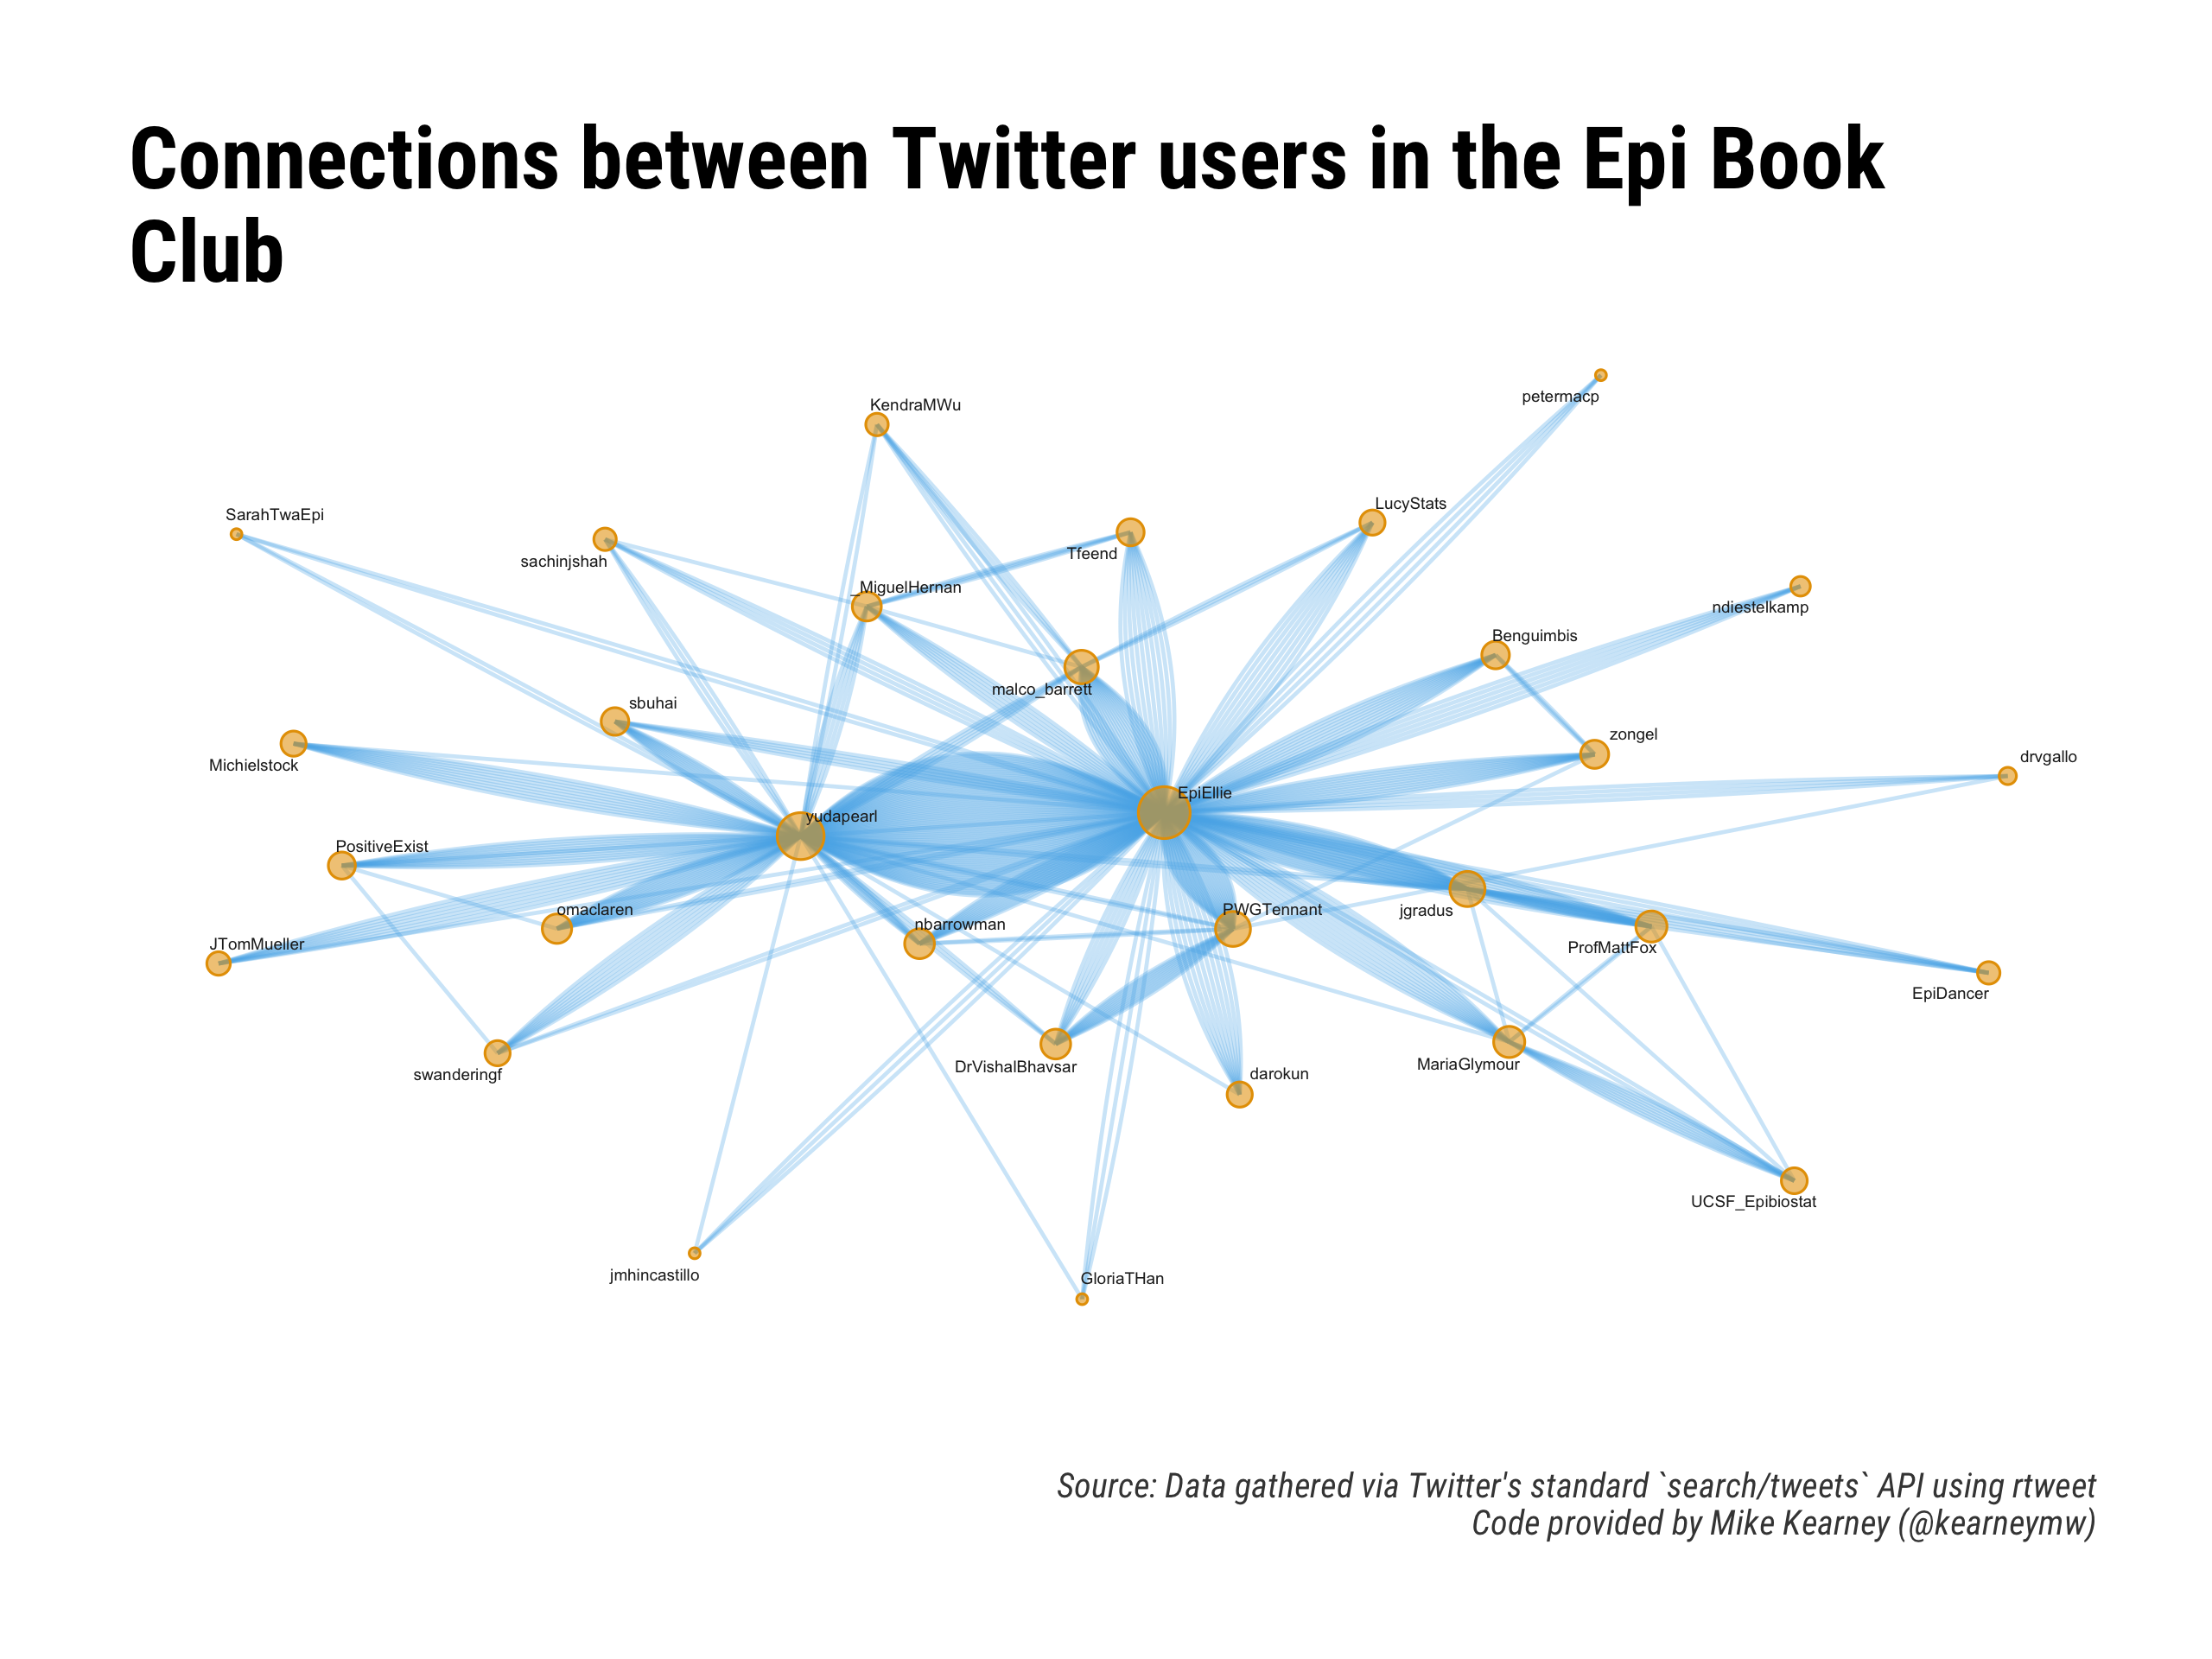 Connections between Twitter users in the Epi Book
Club
petermacp
KendraMWu
LucyStats
SarahTwaEpi
sachinjshah
Tfeend
_MiguelHernan
ndiestelkamp
Benguimbis
malco_barrett
sbuhai
zongel
drvgallo
Michielstock
EpiEllie
yudapearl
PositiveExist
omaclaren
PWGTennant
jgradus
nbarrowman
JTomMueller
ProfMattFox
EpiDancer
MariaGlymour
DrVishalBhavsar
darokun
swanderingf
UCSF_Epibiostat
jmhincastillo
GloriaTHan
Source: Data gathered via Twitter's standard `search/tweets` API using rtweet
Code provided by Mike Kearney (@kearneymw)